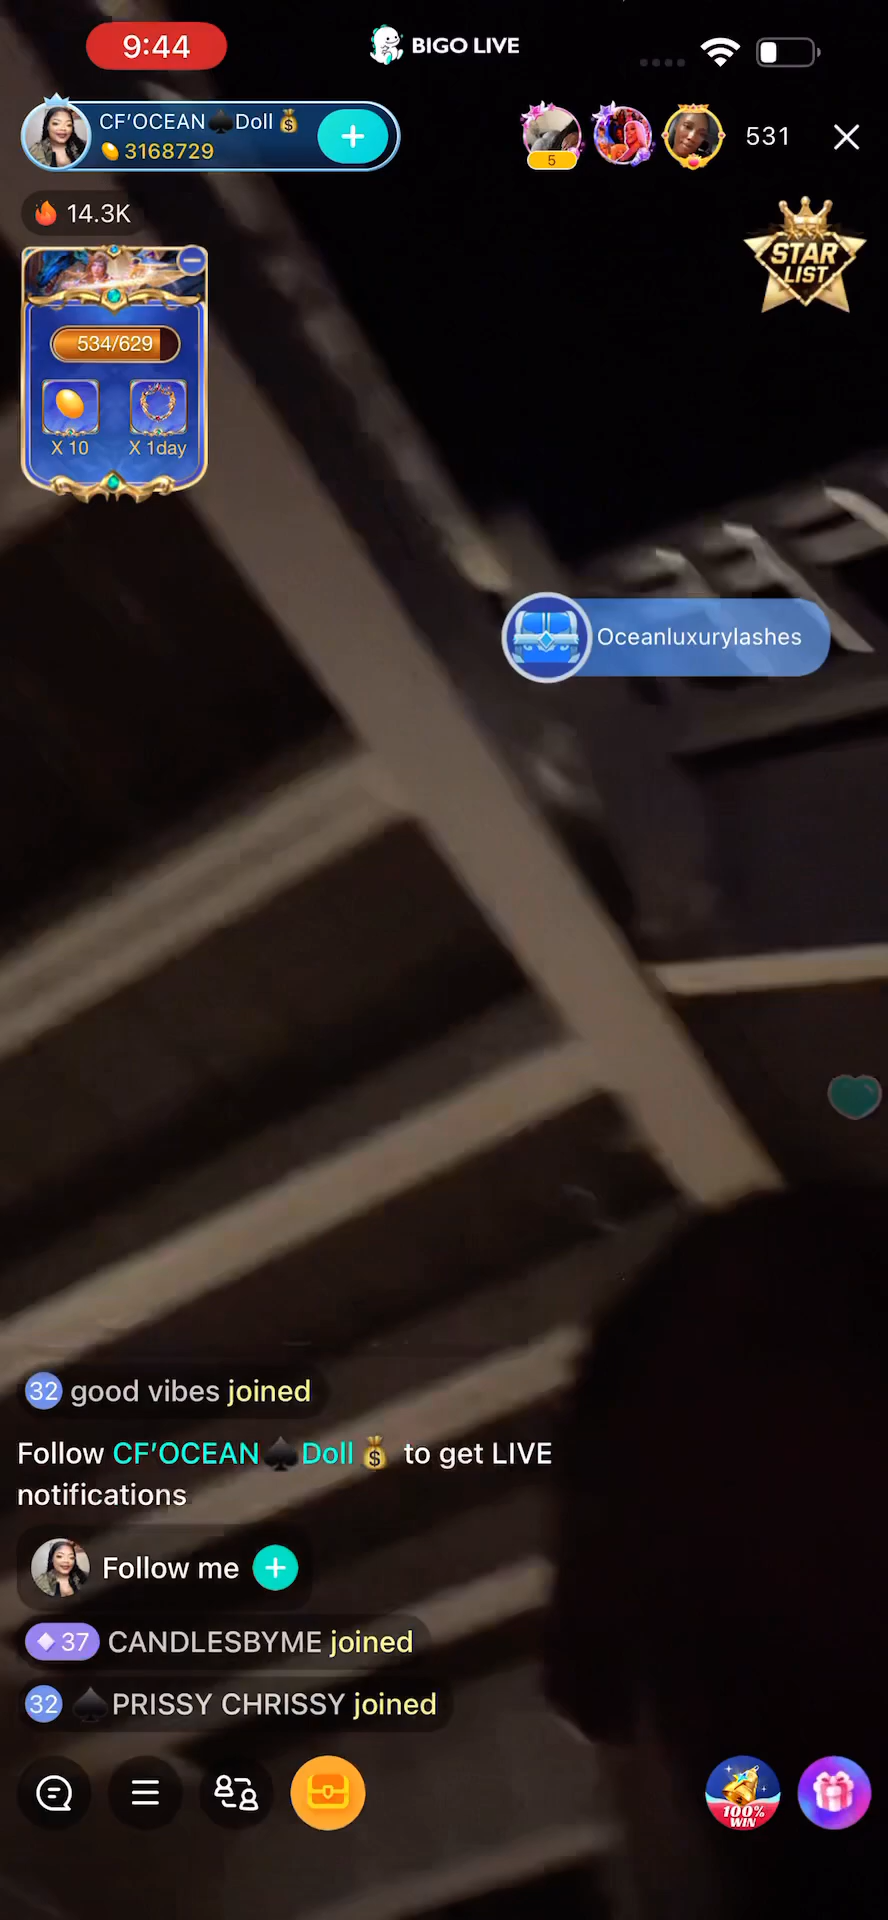 9:44
BIGO LIVE
CF'OCEAN♠️Doll💰
3168729
5
531
14.3K
STAR
LIST
534/629
X 10
X 1day
Oceanluxurylashes
32 good vibes joined
Follow CF'OCEAN♠️Doll💰 to get LIVE
notifications
Follow me
37 CANDLESBYME joined
32 ♠️PRISSY CHRISSY joined
100%
WIN